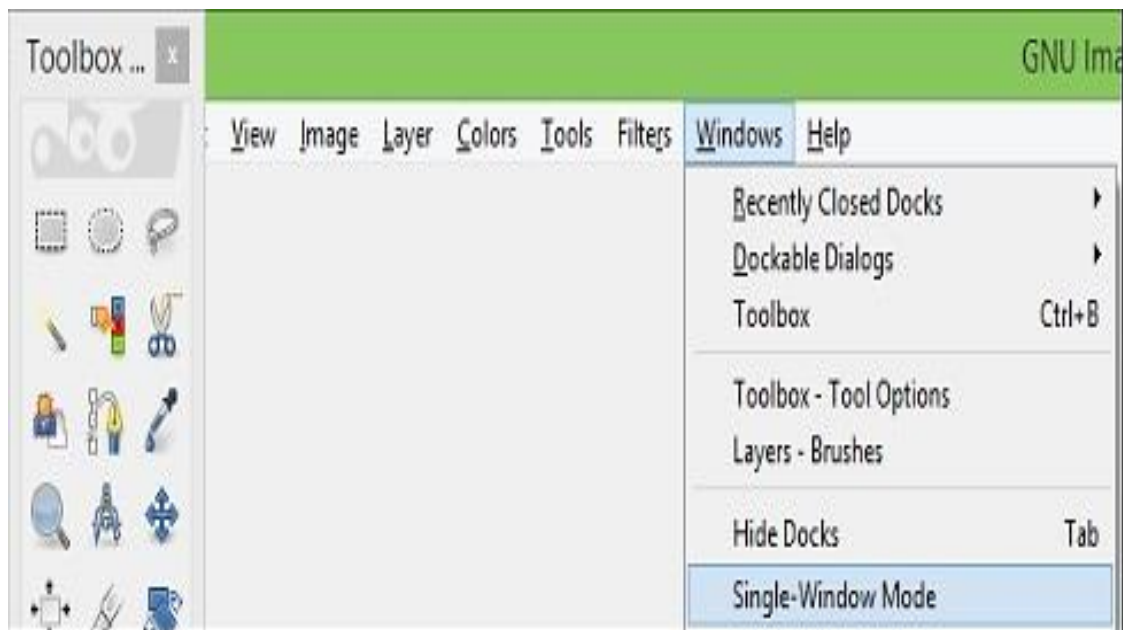 Toolbox ... x
GNU Ima
View Image Layer Colors Tools Filters Windows Help
Recently Closed Docks
Dockable Dialogs
Toolbox Ctrl+B
Toolbox - Tool Options
Layers - Brushes
Hide Docks Tab
Single-Window Mode